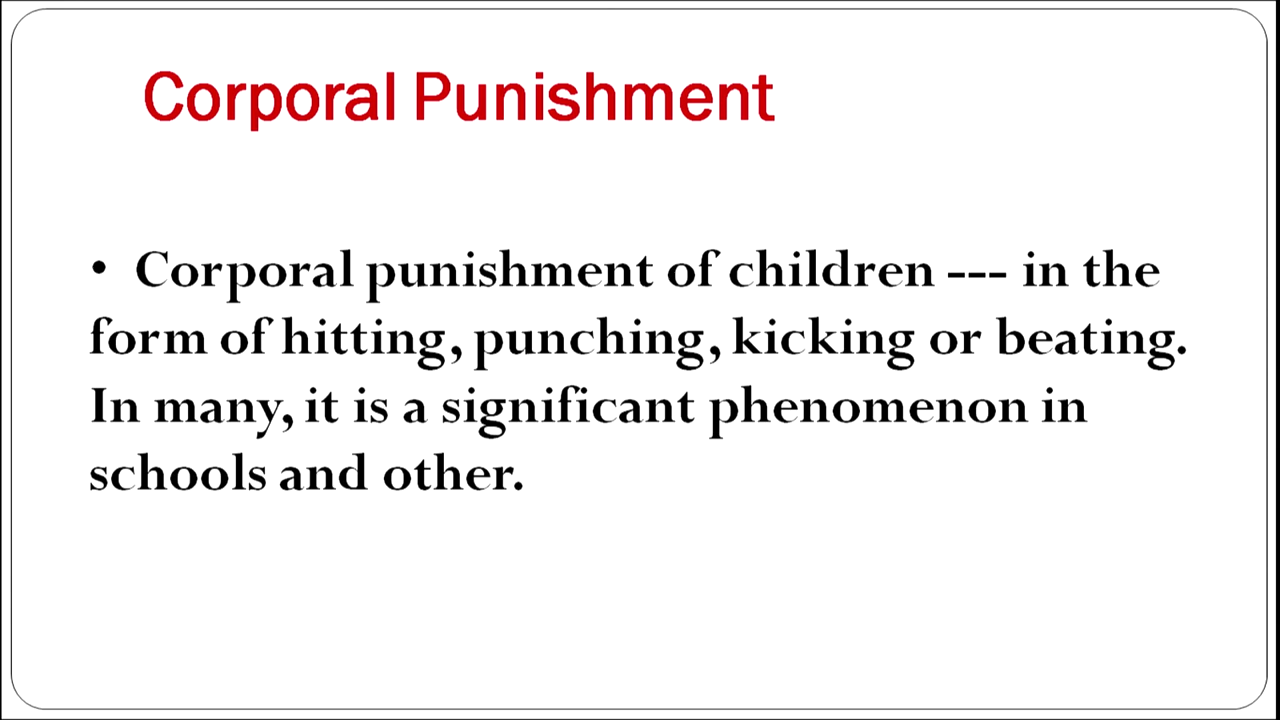 Corporal Punishment
• Corporal punishment of children --- in the
form of hitting, punching, kicking or beating.
In many, it is a significant phenomenon in
schools and other.